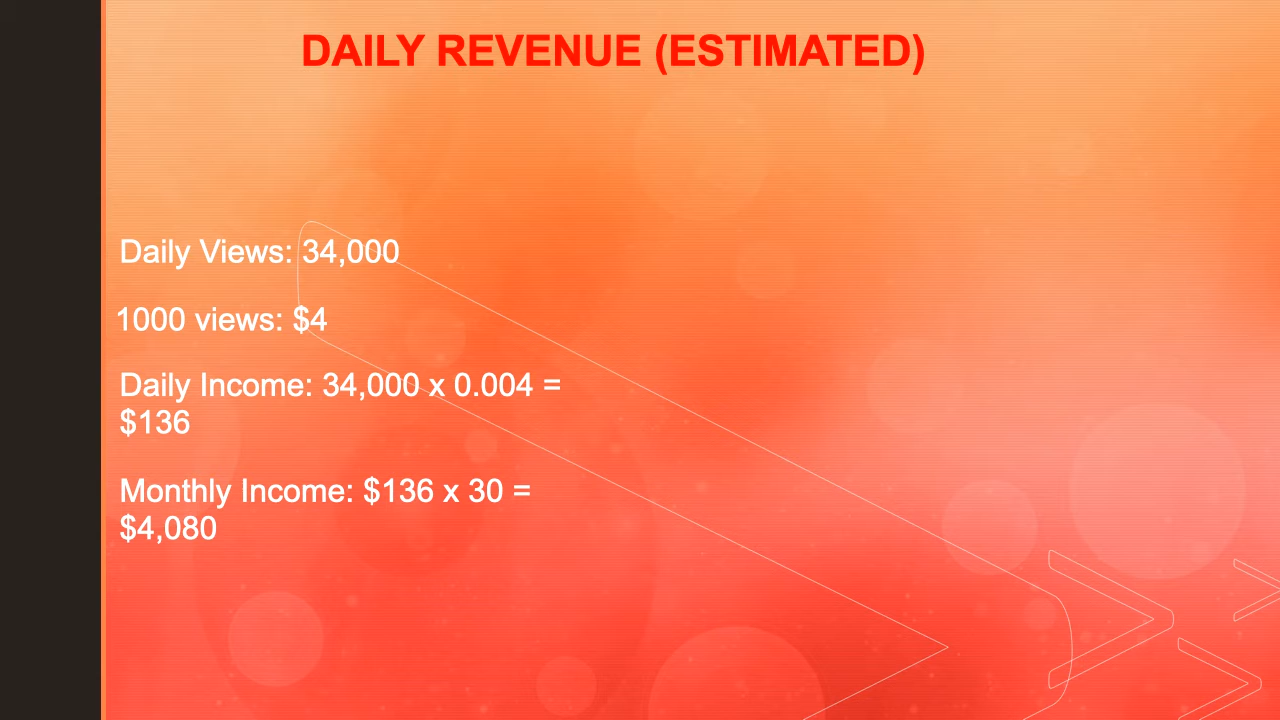 DAILY REVENUE (ESTIMATED)
Daily Views: 34,000
1000 views: $4
Daily Income: 34,000 x 0.004 =
$136
Monthly Income: $136 x 30 =
$4,080